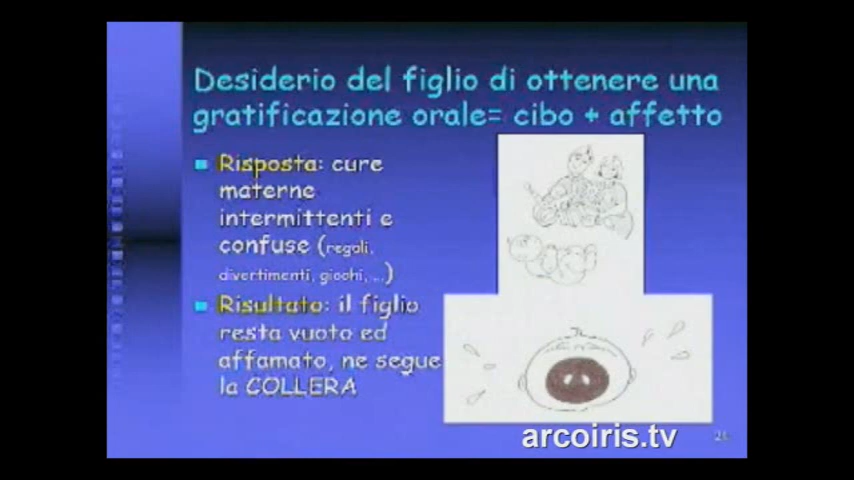 Desiderio del figlio di ottenere una
gratificazione orale= cibo + affetto
Risposta: cure
materne
intermittenti e
confuse (regali,
divertimenti, giochi, ...)
Risultato: il figlio
resta vuoto ed
affamato, ne segue
la COLLERA
arcoiris.tv